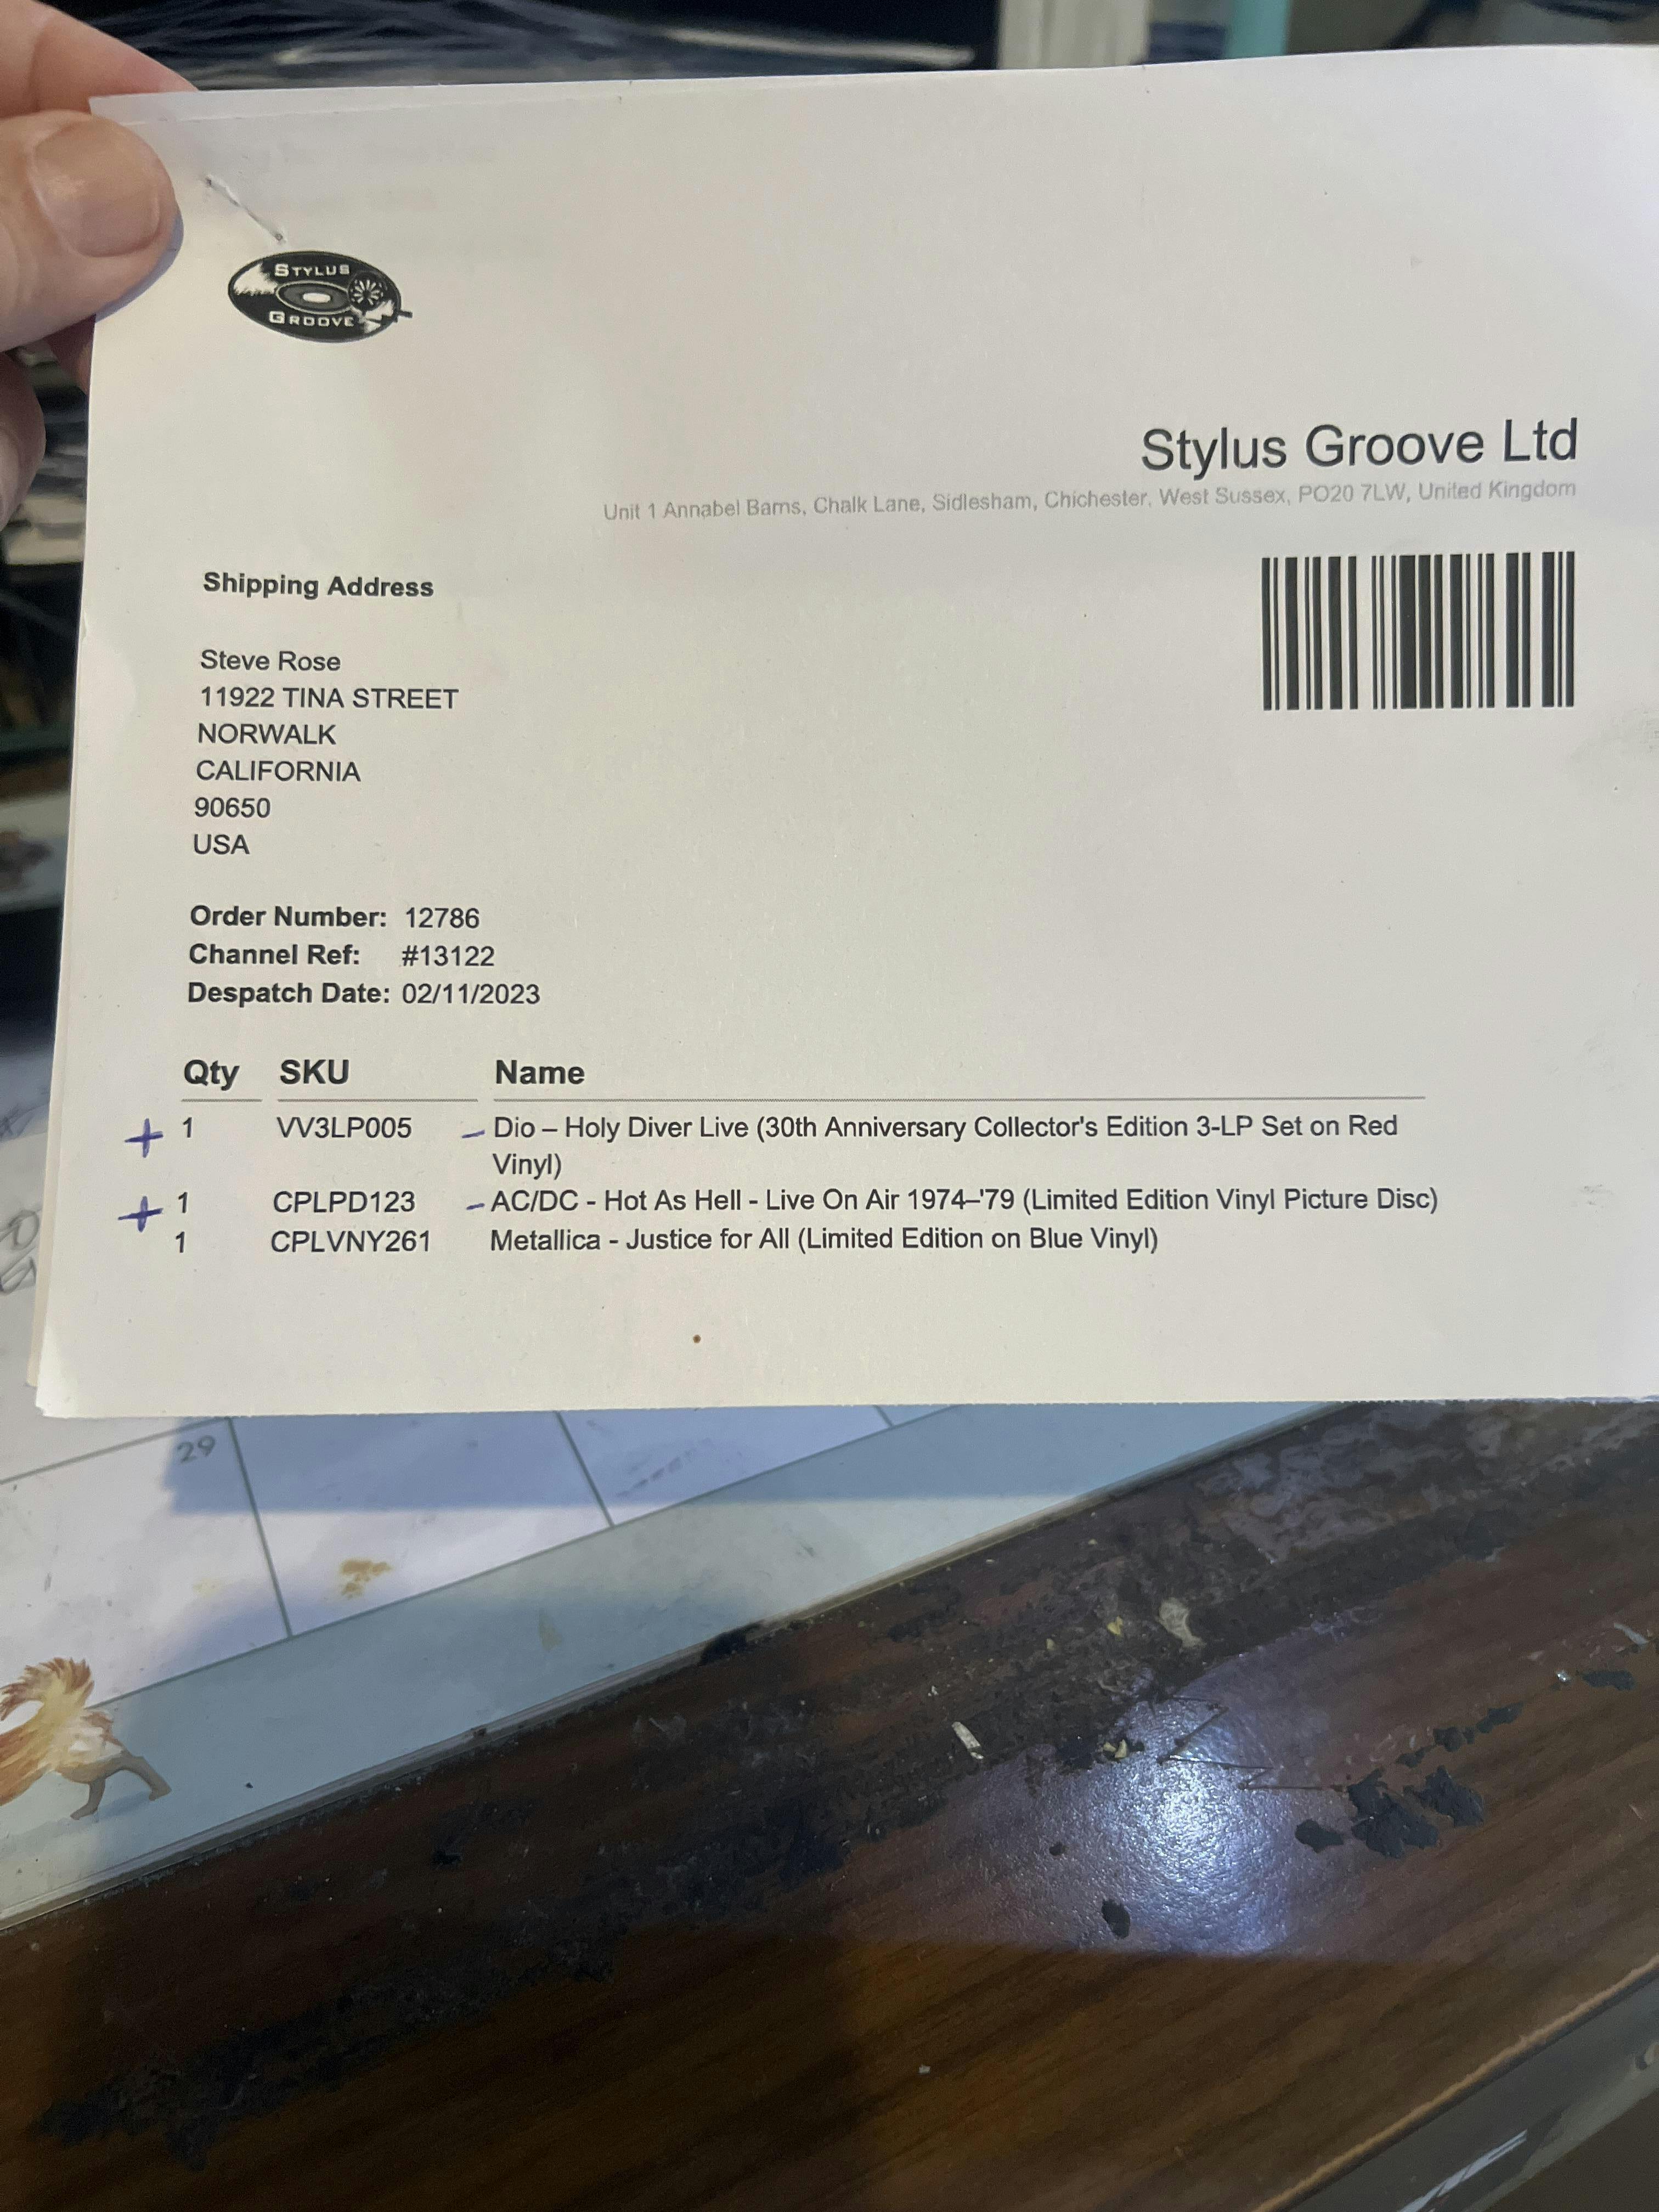 STYLUS
GROOVE
Stylus Groove Ltd
Unit 1 Annabel Barns, Chalk Lane, Sidlesham, Chichester, West Sussex, PO20 7LW, United Kingdom
Shipping Address
Steve Rose
11922 TINA STREET
NORWALK
CALIFORNIA
90650
USA
Order Number: 12786
Channel Ref: #13122
Despatch Date: 02/11/2023
Qty SKU Name
+ 1 VV3LP005 – Dio – Holy Diver Live (30th Anniversary Collector's Edition 3-LP Set on Red
Vinyl)
+ 1 CPLPD123 – AC/DC - Hot As Hell - Live On Air 1974–'79 (Limited Edition Vinyl Picture Disc)
1 CPLVNY261 Metallica - Justice for All (Limited Edition on Blue Vinyl)
29